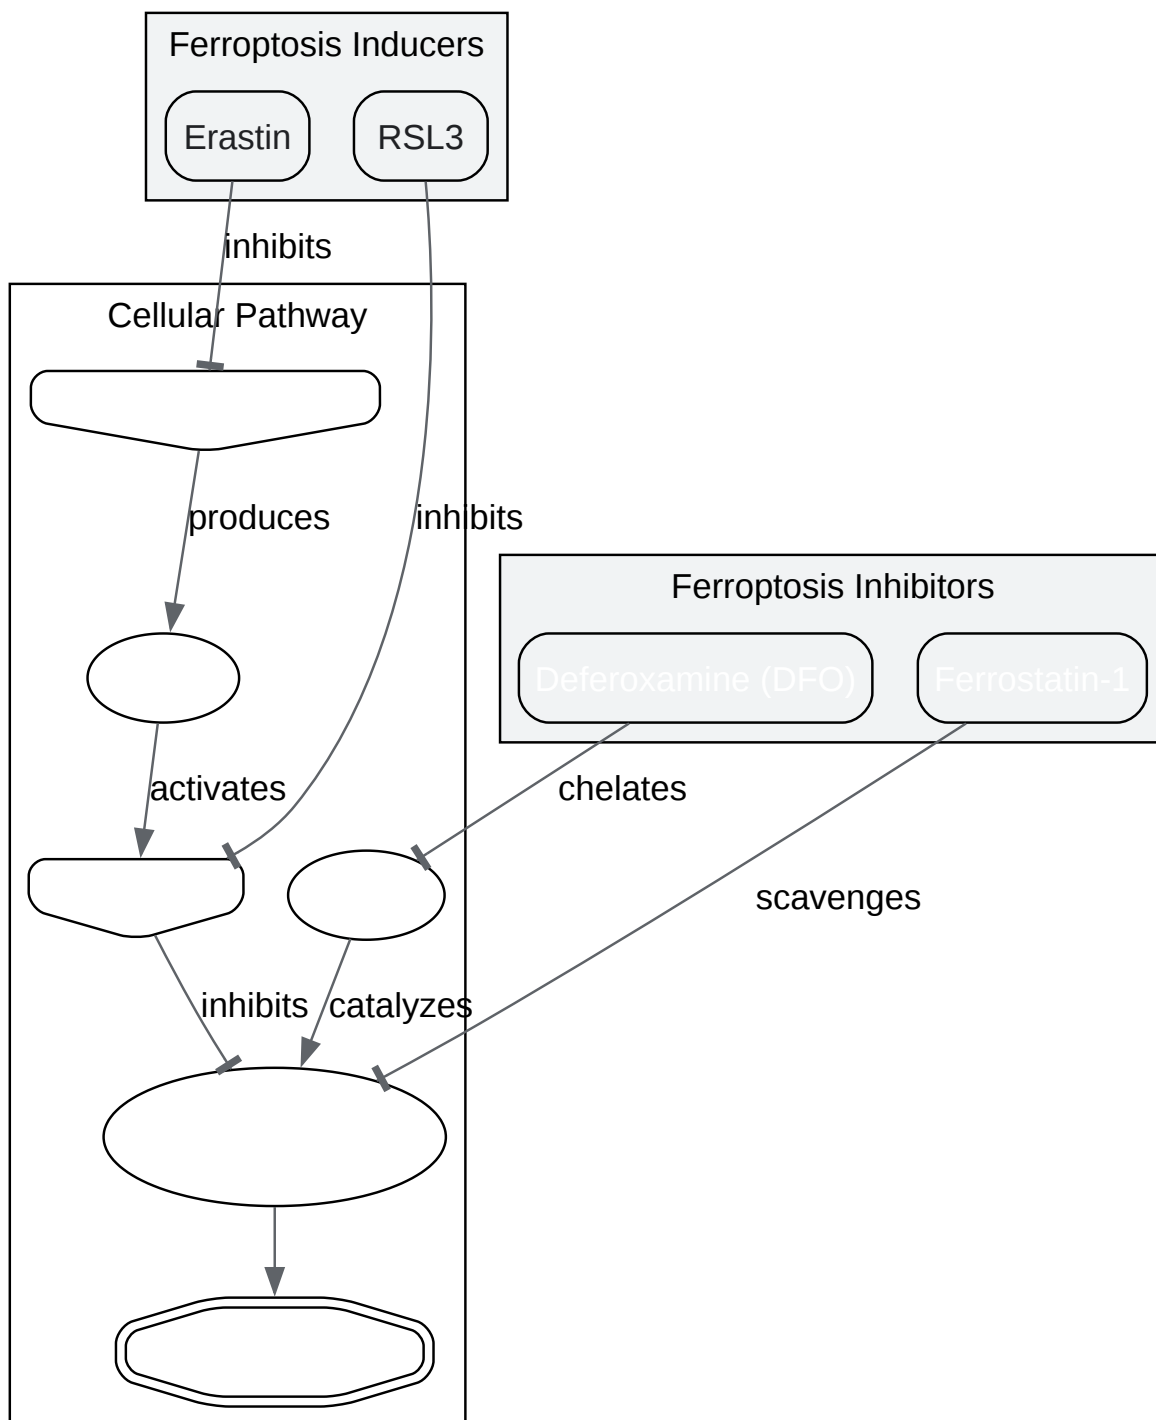 Ferroptosis Inducers
Erastin
RSL3
inhibits
Cellular Pathway
produces
inhibits
Ferroptosis Inhibitors
Deferoxamine (DFO)
Ferrostatin-1
activates
chelates
scavenges
inhibits
catalyzes